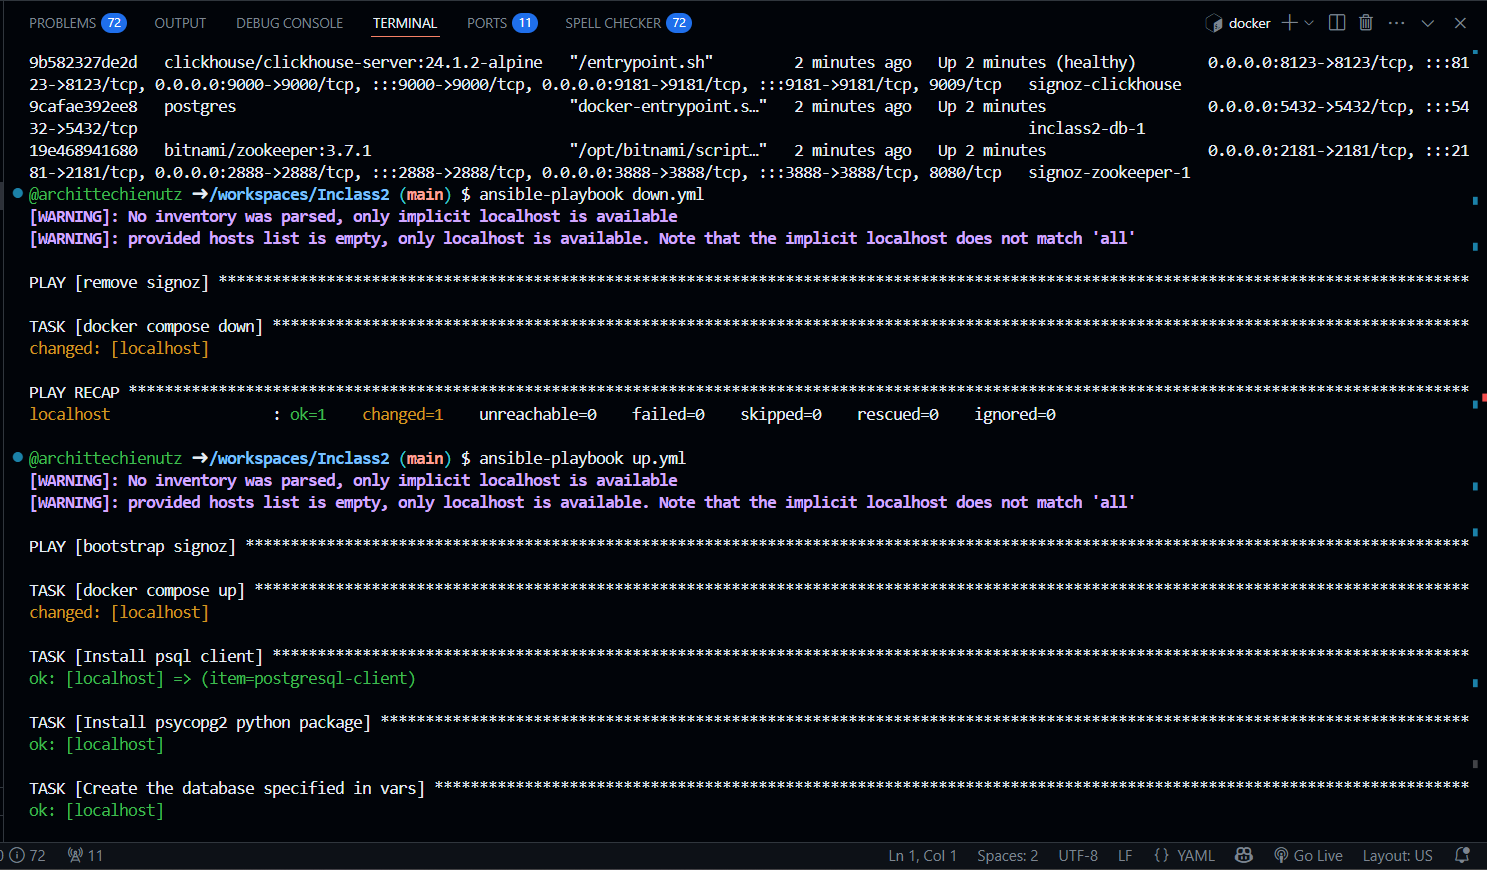 PROBLEMS 72 OUTPUT DEBUG CONSOLE TERMINAL PORTS 11 SPELL CHECKER 72 docker
9b582327de2d clickhouse/clickhouse-server:24.1.2-alpine "/entrypoint.sh" 2 minutes ago Up 2 minutes (healthy) 0.0.0.0:8123->8123/tcp, :::81
23->8123/tcp, 0.0.0.0:9000->9000/tcp, :::9000->9000/tcp, 0.0.0.0:9181->9181/tcp, :::9181->9181/tcp, 9009/tcp signoz-clickhouse
9cafae392ee8 postgres "docker-entrypoint.s…" 2 minutes ago Up 2 minutes 0.0.0.0:5432->5432/tcp, :::54
32->5432/tcp inclass2-db-1
19e468941680 bitnami/zookeeper:3.7.1 "/opt/bitnami/script…" 2 minutes ago Up 2 minutes 0.0.0.0:2181->2181/tcp, :::21
81->2181/tcp, 0.0.0.0:2888->2888/tcp, :::2888->2888/tcp, 0.0.0.0:3888->3888/tcp, :::3888->3888/tcp, 8080/tcp signoz-zookeeper-1
@archittechienutz ➜/workspaces/Inclass2 (main) $ ansible-playbook down.yml
[WARNING]: No inventory was parsed, only implicit localhost is available
[WARNING]: provided hosts list is empty, only localhost is available. Note that the implicit localhost does not match 'all'
PLAY [remove signoz] *******************************************************************************************************************************************
TASK [docker compose down] *************************************************************************************************************************************
changed: [localhost]
PLAY RECAP *****************************************************************************************************************************************************
localhost : ok=1 changed=1 unreachable=0 failed=0 skipped=0 rescued=0 ignored=0
@archittechienutz ➜/workspaces/Inclass2 (main) $ ansible-playbook up.yml
[WARNING]: No inventory was parsed, only implicit localhost is available
[WARNING]: provided hosts list is empty, only localhost is available. Note that the implicit localhost does not match 'all'
PLAY [bootstrap signoz] ****************************************************************************************************************************************
TASK [docker compose up] ***************************************************************************************************************************************
changed: [localhost]
TASK [Install psql client] *************************************************************************************************************************************
ok: [localhost] => (item=postgresql-client)
TASK [Install psycopg2 python package] *************************************************************************************************************************
ok: [localhost]
TASK [Create the database specified in vars] *******************************************************************************************************************
ok: [localhost]
0 72 11 Ln 1, Col 1 Spaces: 2 UTF-8 LF {} YAML Go Live Layout: US